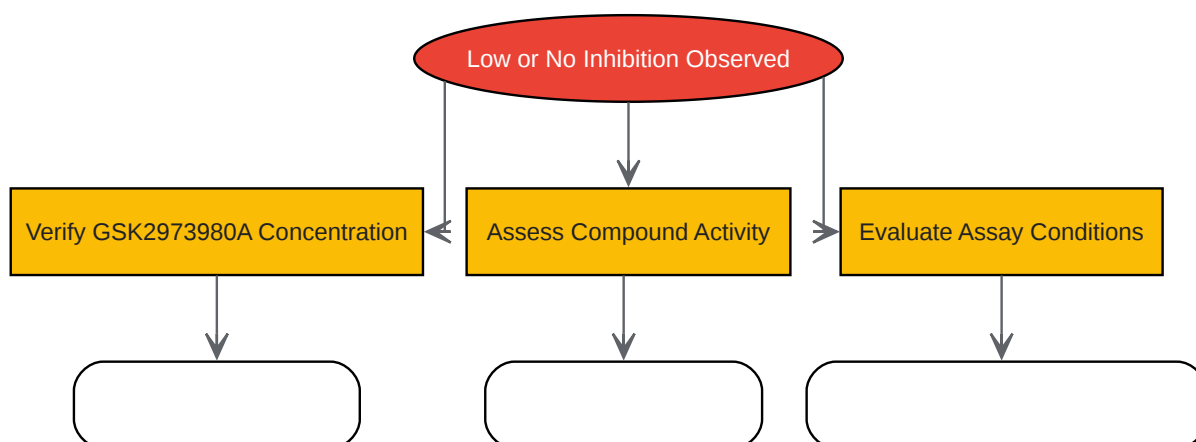 Low or No Inhibition Observed
Verify GSK2973980A Concentration
Assess Compound Activity
Evaluate Assay Conditions